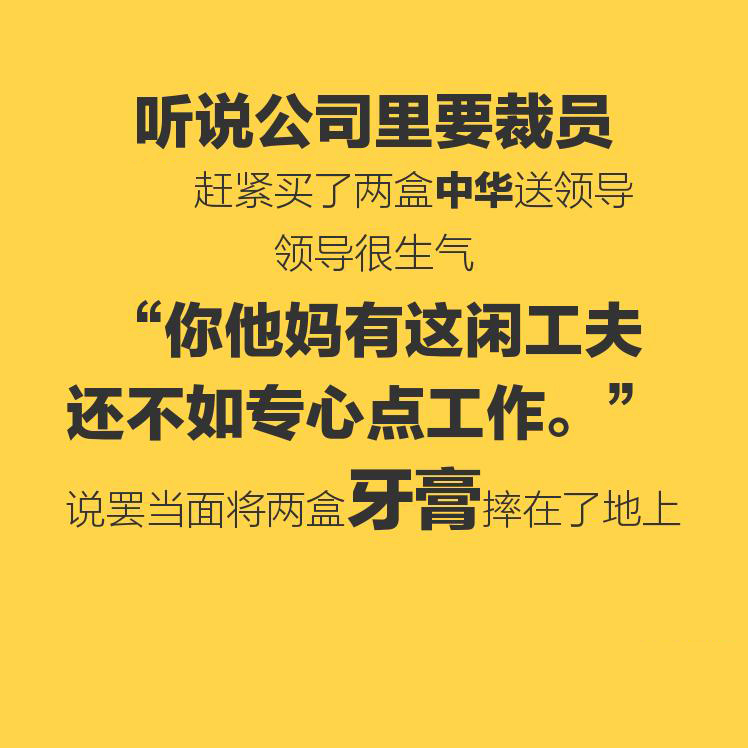 听说公司里要裁员
赶紧买了两盒中华送领导
领导很生气
“你他妈有这闲工夫
还不如专心点工作。”
说罢当面将两盒牙膏摔在了地上